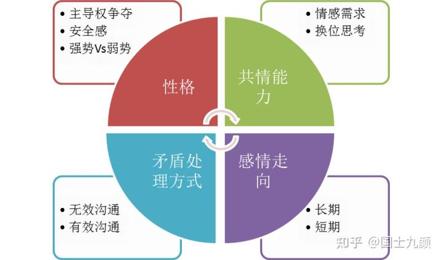 • 主导权争夺
• 安全感
• 强势Vs弱势
• 情感需求
• 换位思考
性格
共情能
力
矛盾处
理方式
感情走
向
• 无效沟通
• 有效沟通
• 长期
• 短期
知乎 @国士九颜